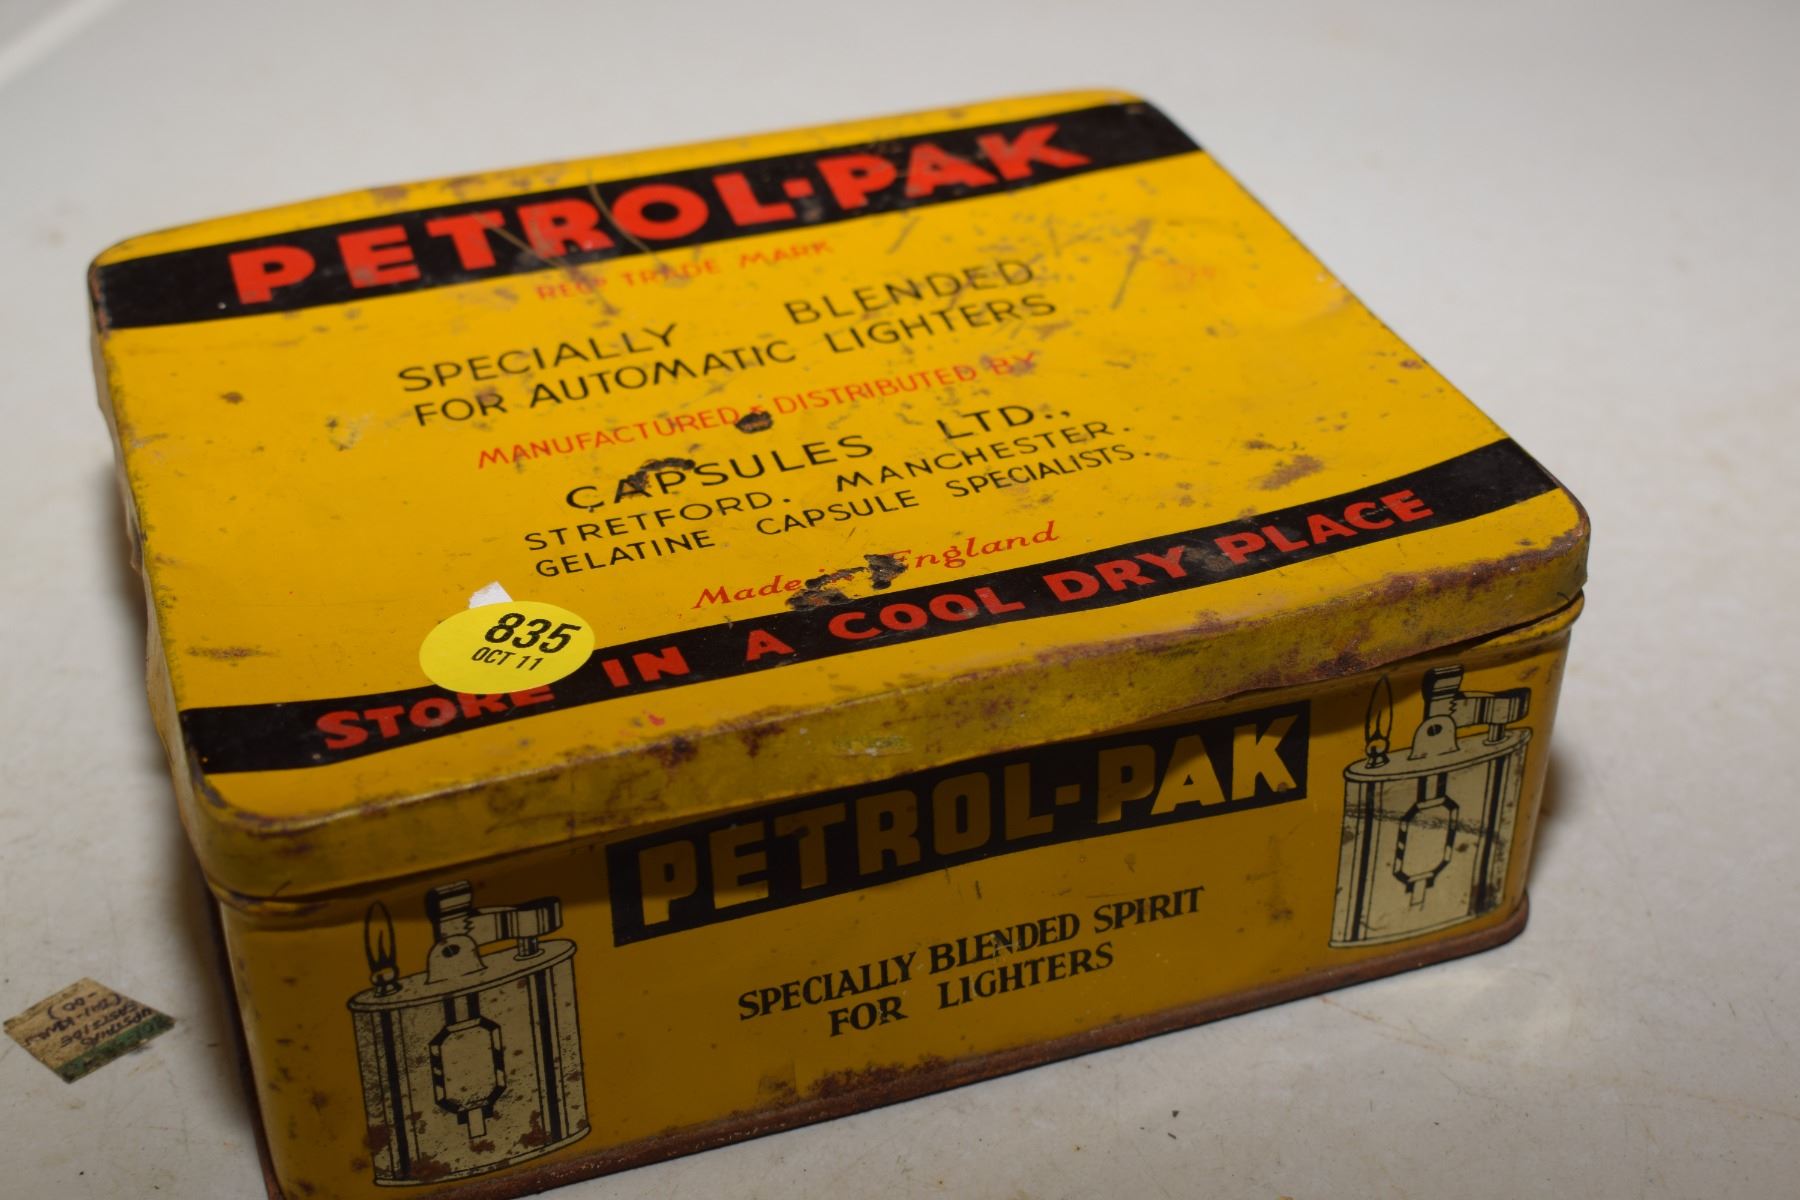 PETROL-PAK
REGD TRADE MARK
SPECIALLY BLENDED
FOR AUTOMATIC LIGHTERS
MANUFACTURED & DISTRIBUTED BY
CAPSULES LTD.,
STRETFORD. MANCHESTER.
GELATINE CAPSULE SPECIALISTS.
Made in England
STORE IN A COOL DRY PLACE
835
OCT 11
PETROL-PAK
SPECIALLY BLENDED SPIRIT
FOR LIGHTERS
UPSTAIRS